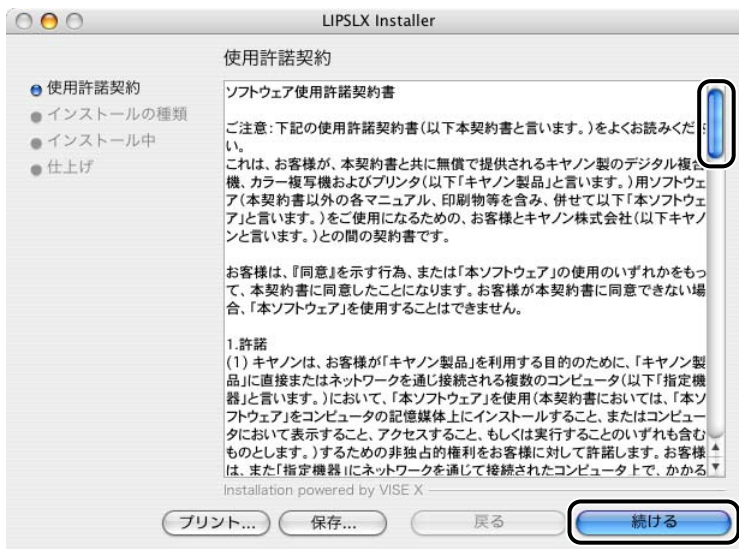 LIPSLX Installer
使用許諾契約
使用許諾契約
インストールの種類
インストール中
仕上げ
ソフトウェア使用許諾契約書
ご注意：下記の使用許諾契約書（以下本契約書と言います。）をよくお読みくださ
い。
これは、お客様が、本契約書と共に無償で提供されるキヤノン製のデジタル複合
機、カラー複写機およびプリンタ（以下「キヤノン製品」と言います。）用ソフトウェ
ア（本契約書以外の各マニュアル、印刷物等を含み、併せて以下「本ソフトウェ
ア」と言います。）をご使用になるための、お客様とキヤノン株式会社（以下キヤノ
ンと言います。）との間の契約書です。
お客様は、『同意』を示す行為、または「本ソフトウェア」の使用のいずれかをもっ
て、本契約書に同意したことになります。お客様が本契約書に同意できない場
合、「本ソフトウェア」を使用することはできません。
1.許諾
(1) キヤノンは、お客様が「キヤノン製品」を利用する目的のために、「キヤノン製
品」に直接またはネットワークを通じ接続される複数のコンピュータ（以下「指定機
器」と言います。）において、「本ソフトウェア」を使用（本契約書においては、「本ソ
フトウェア」をコンピュータの記憶媒体上にインストールすること、またはコンピュー
タにおいて表示すること、アクセスすること、もしくは実行することのいずれも含む
ものとします。）するための非独占的権利をお客様に対して許諾します。お客様
は、また「指定機器」にネットワークを通じて接続されたコンピュータ上で、かかる
Installation powered by VISE X
プリント... 保存... 戻る 続ける